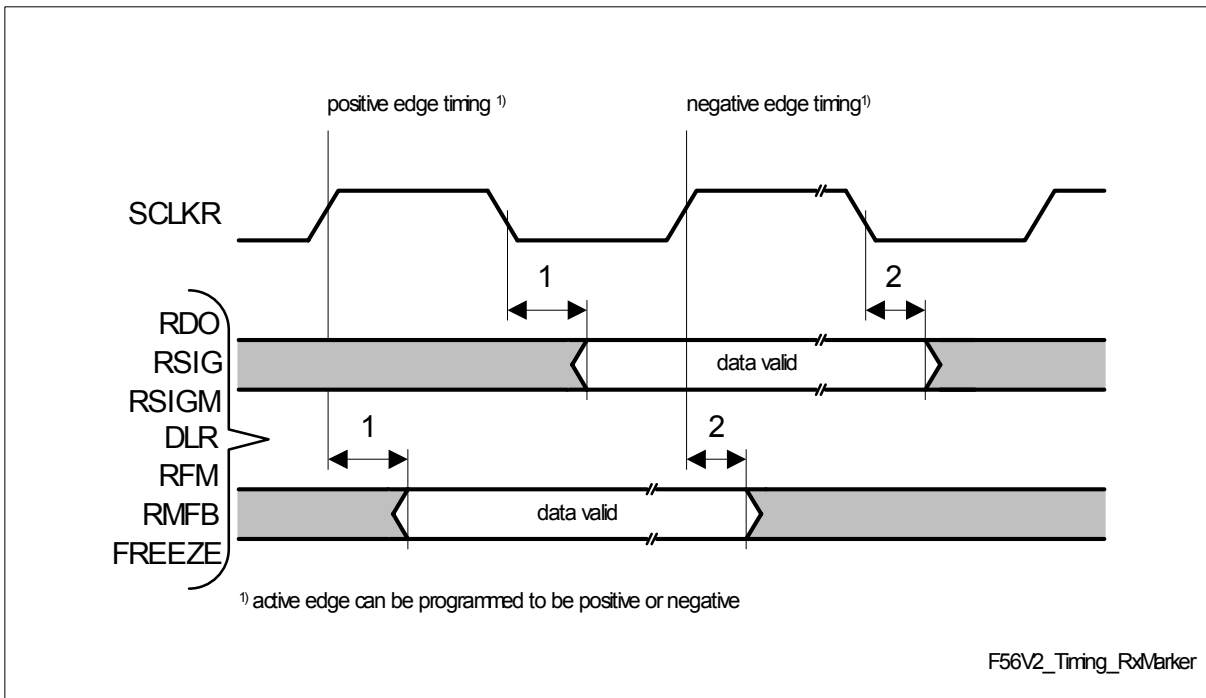 positive edge timing 1)
negative edge timing1)
SCLKR
1
2
RDO
RSIG
data valid
RSIGM
DLR
1
2
RFM
RMFB
data valid
FREEZE
1) active edge can be programmed to be positive or negative
F56V2_Timing_RxMarker